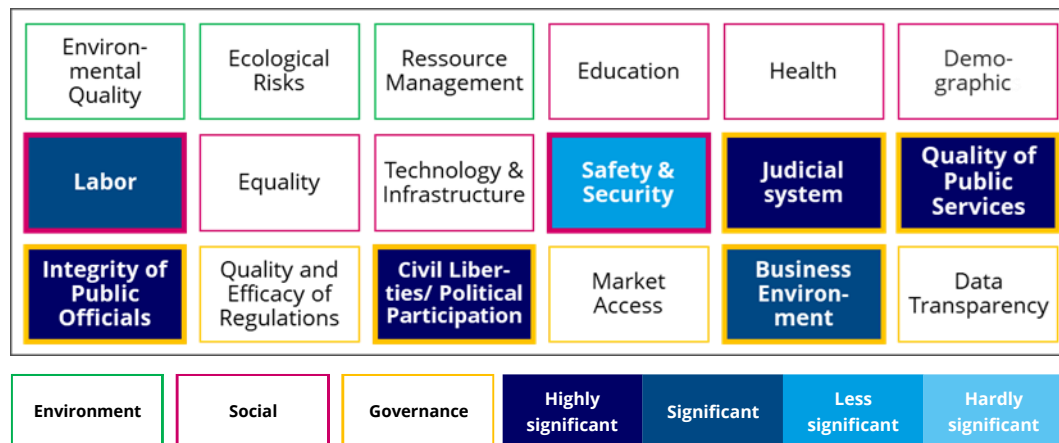 Environ-
mental
Quality
Ecological
Risks
Ressource
Management
Education
Health
Demo-
graphic
Labor
Equality
Technology &
Infrastructure
Safety &
Security
Judicial
system
Quality of
Public
Services
Integrity of
Public
Officials
Quality and
Efficacy of
Regulations
Civil Liber-
ties/ Political
Participation
Market
Access
Business
Environ-
ment
Data
Transparency
Environment
Social
Governance
Highly
significant
Significant
Less
significant
Hardly
significant